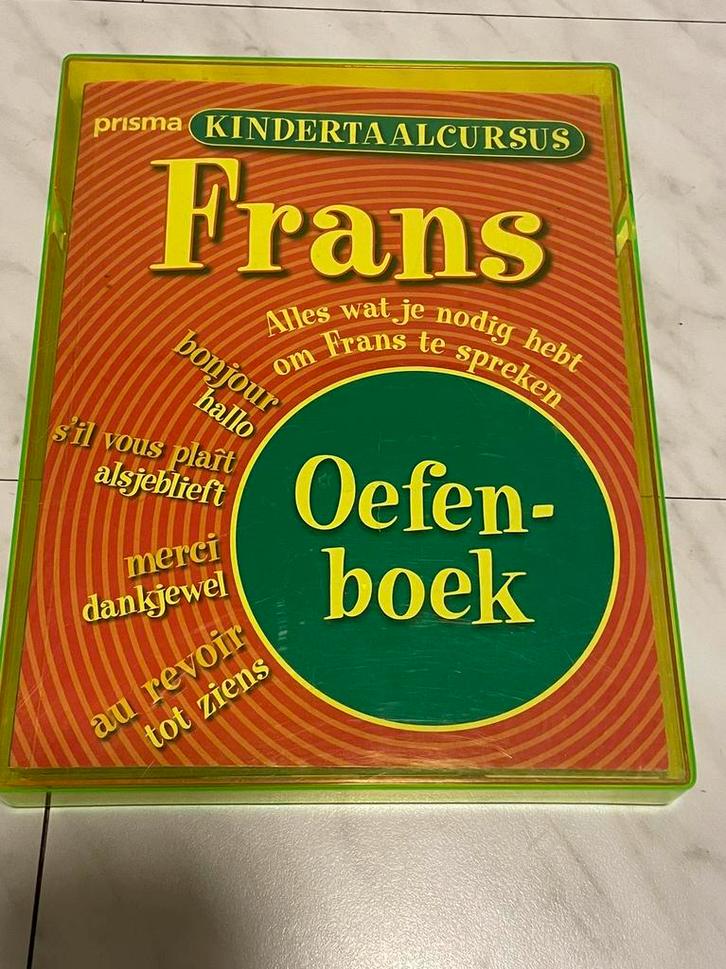 prisma KINDERTAALCURSUS
Frans
Alles wat je nodig hebt
om Frans te spreken
bonjour
hallo
s'il vous plaît
alsjeblieft
merci
dankjewel
au revoir
tot ziens
Oefen-
boek